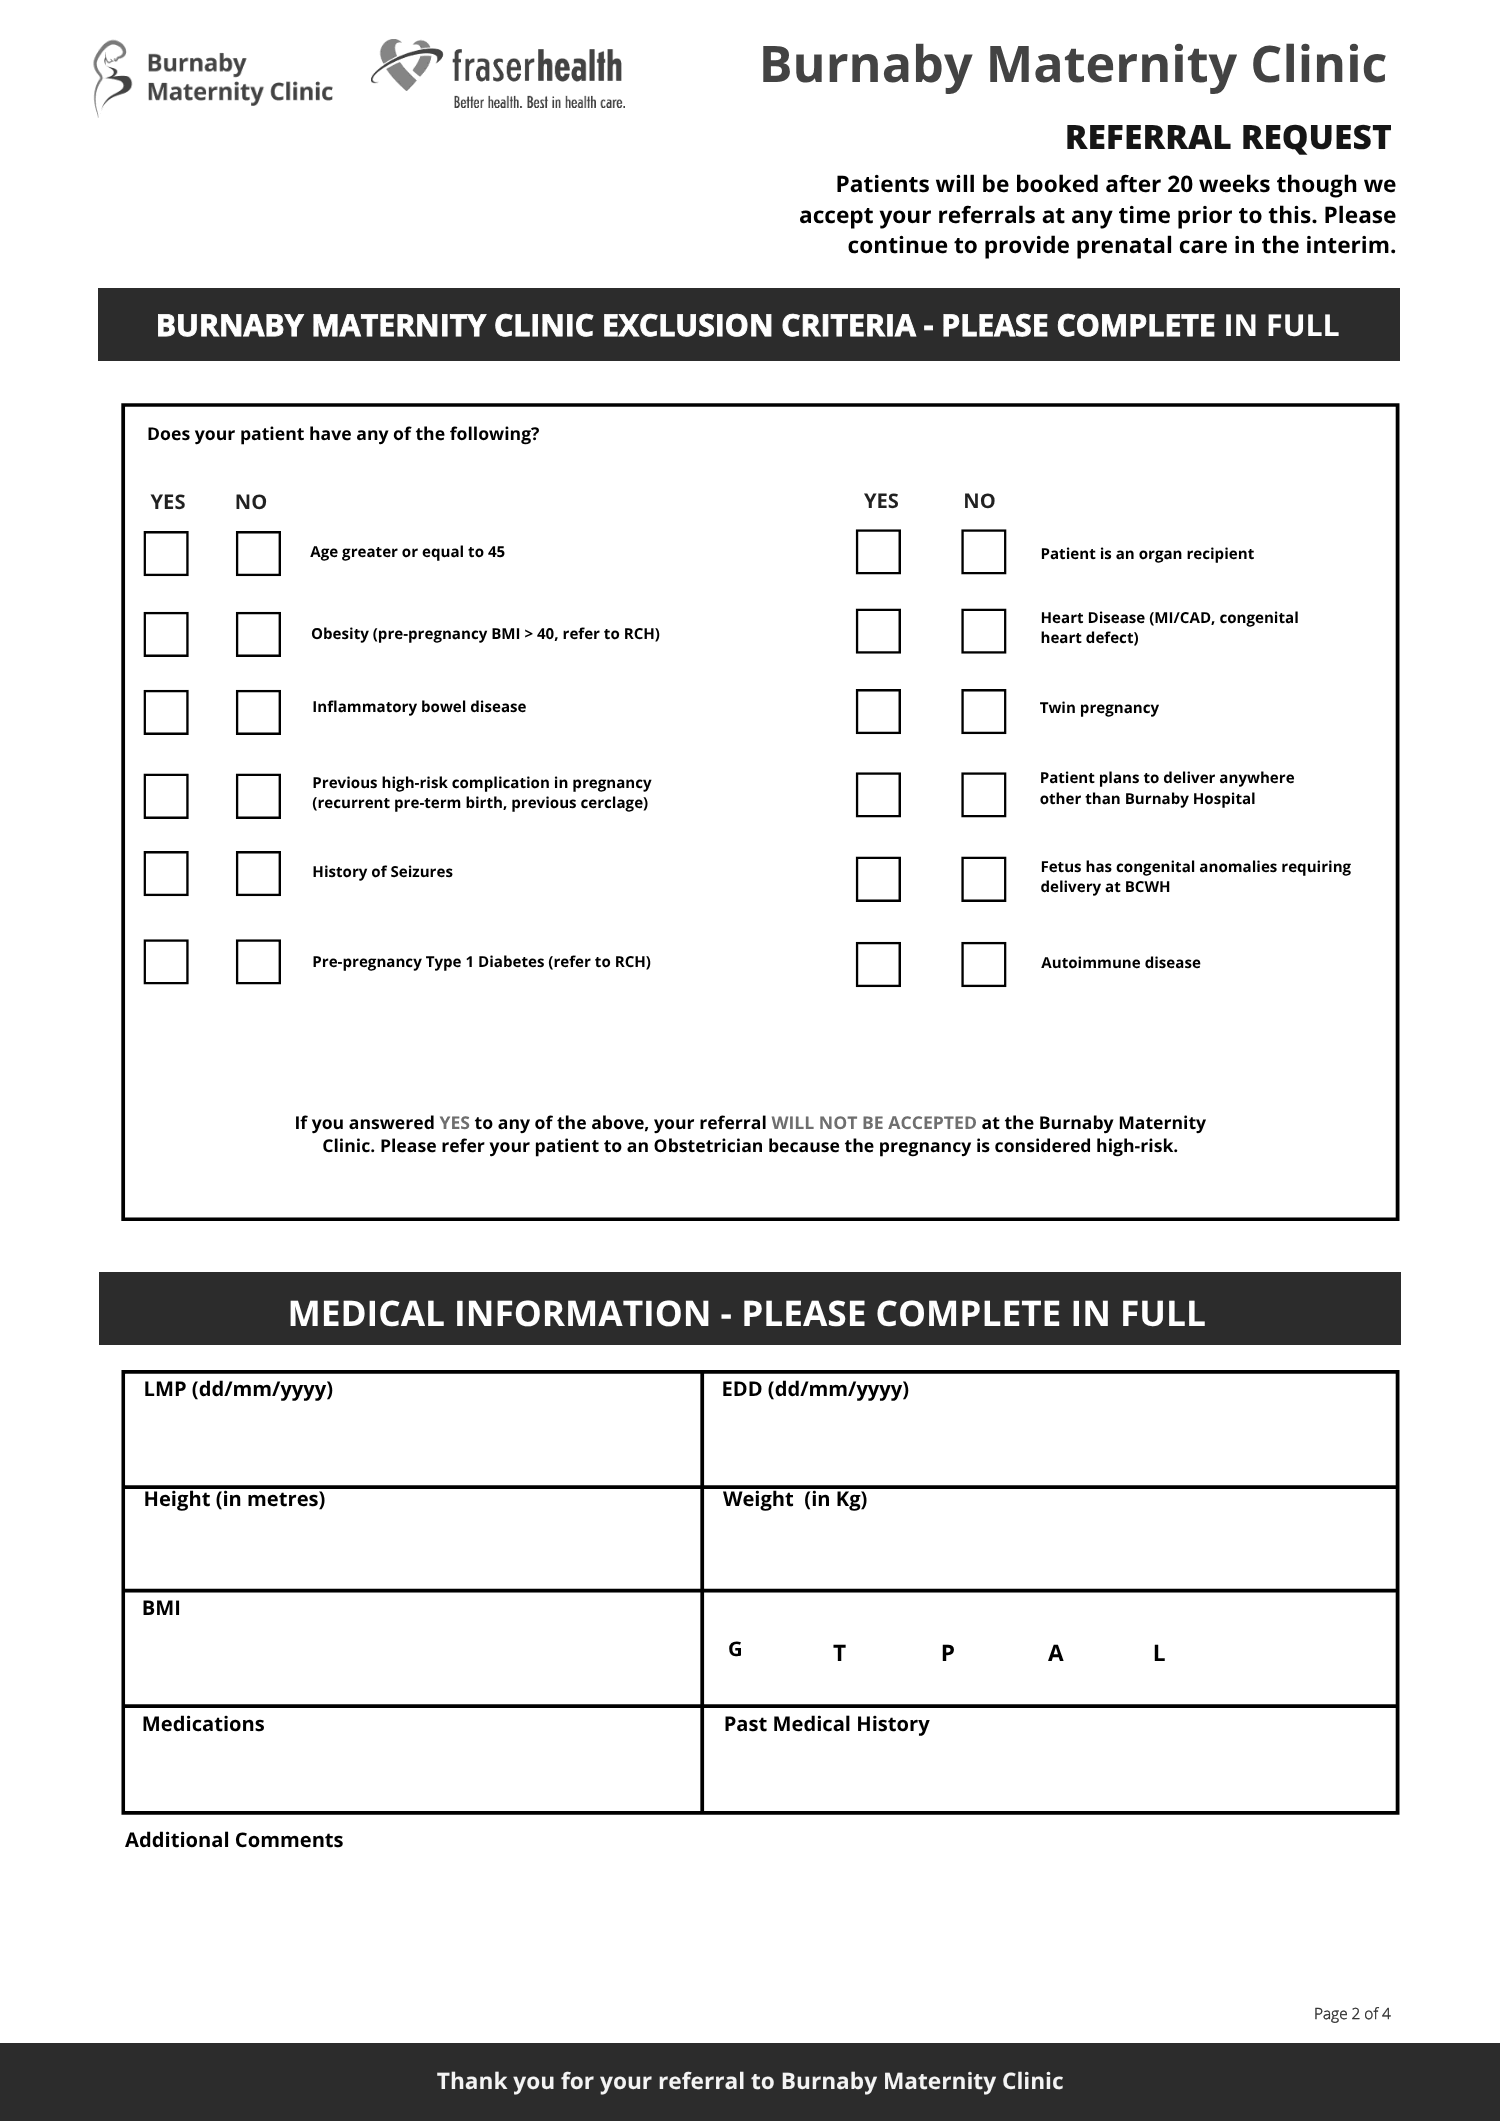 Burnaby
Maternity Clinic
fraserhealth
Better health. Best in health care.
Burnaby Maternity Clinic
REFERRAL REQUEST
Patients will be booked after 20 weeks though we
accept your referrals at any time prior to this. Please
continue to provide prenatal care in the interim.
BURNABY MATERNITY CLINIC EXCLUSION CRITERIA - PLEASE COMPLETE IN FULL
Does your patient have any of the following?
YES NO
Age greater or equal to 45
Obesity (pre-pregnancy BMI > 40, refer to RCH)
Inflammatory bowel disease
Previous high-risk complication in pregnancy
(recurrent pre-term birth, previous cerclage)
History of Seizures
Pre-pregnancy Type 1 Diabetes (refer to RCH)
YES NO
Patient is an organ recipient
Heart Disease (MI/CAD, congenital
heart defect)
Twin pregnancy
Patient plans to deliver anywhere
other than Burnaby Hospital
Fetus has congenital anomalies requiring
delivery at BCWH
Autoimmune disease
If you answered YES to any of the above, your referral WILL NOT BE ACCEPTED at the Burnaby Maternity
Clinic. Please refer your patient to an Obstetrician because the pregnancy is considered high-risk.
MEDICAL INFORMATION - PLEASE COMPLETE IN FULL
LMP (dd/mm/yyyy)
EDD (dd/mm/yyyy)
Height (in metres)
Weight (in Kg)
BMI
G T P A L
Medications
Past Medical History
Additional Comments
Page 2 of 4
Thank you for your referral to Burnaby Maternity Clinic